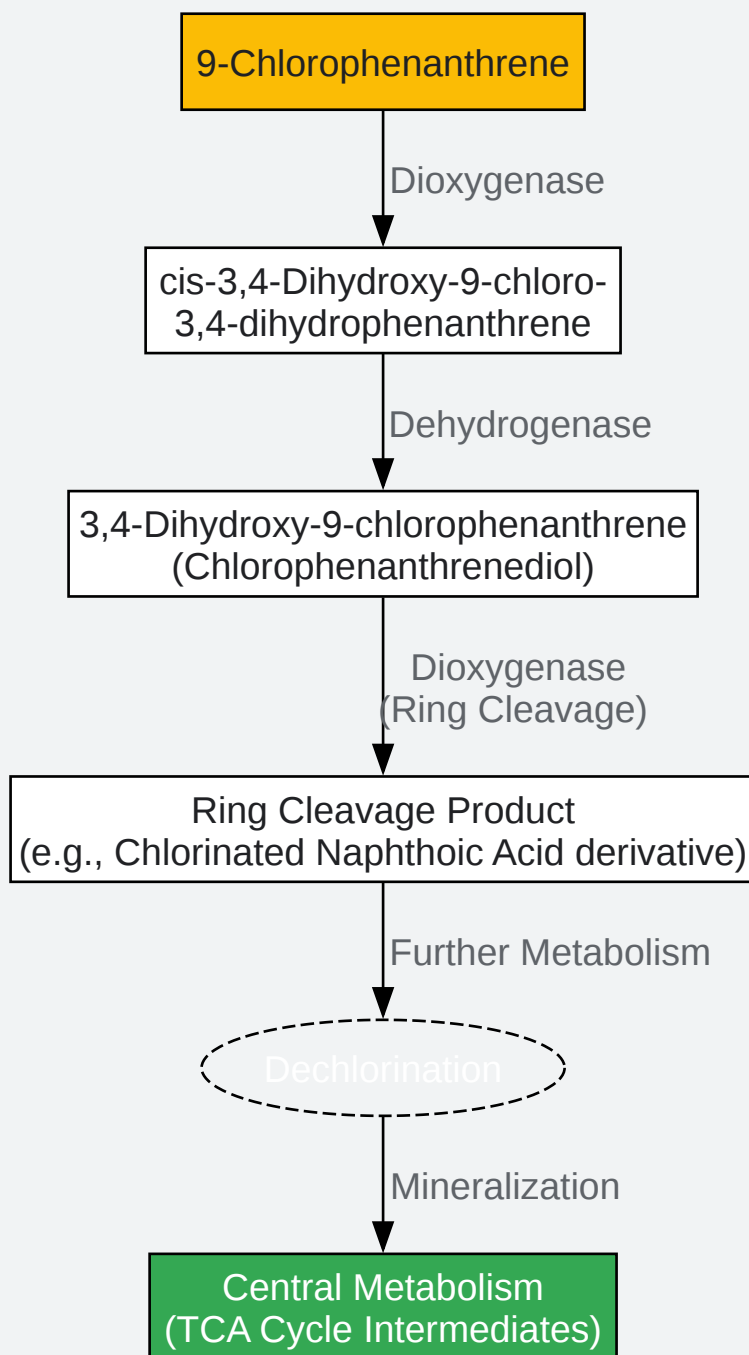 9-Chlorophenanthrene
Dioxygenase
cis-3,4-Dihydroxy-9-chloro-
3,4-dihydrophenanthrene
Dehydrogenase
3,4-Dihydroxy-9-chlorophenanthrene
(Chlorophenanthrenediol)
Dioxygenase
(Ring Cleavage)
Ring Cleavage Product
(e.g., Chlorinated Naphthoic Acid derivative)
Further Metabolism
Dechlorination
Mineralization
Central Metabolism
(TCA Cycle Intermediates)